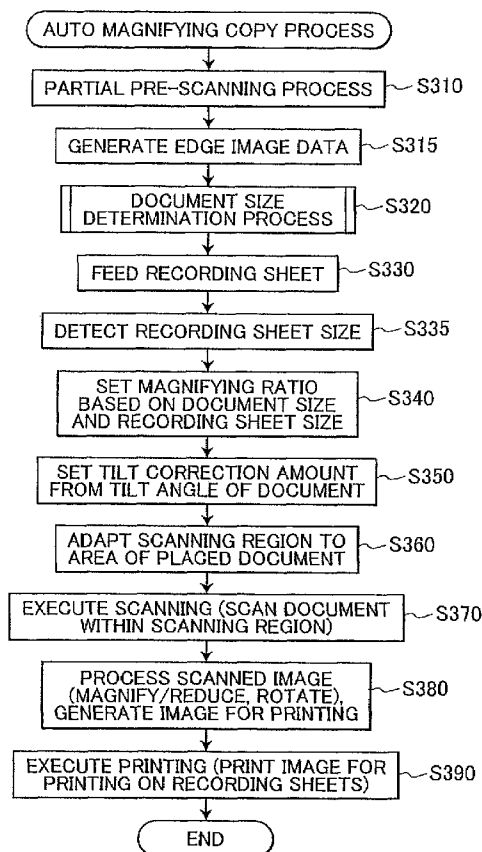 AUTO MAGNIFYING COPY PROCESS
PARTIAL PRE-SCANNING PROCESS
S310
GENERATE EDGE IMAGE DATA
S315
DOCUMENT SIZE
DETERMINATION PROCESS
S320
FEED RECORDING SHEET
S330
DETECT RECORDING SHEET SIZE
S335
SET MAGNIFYING RATIO
BASED ON DOCUMENT SIZE
AND RECORDING SHEET SIZE
S340
SET TILT CORRECTION AMOUNT
FROM TILT ANGLE OF DOCUMENT
S350
ADAPT SCANNING REGION TO
AREA OF PLACED DOCUMENT
S360
EXECUTE SCANNING (SCAN DOCUMENT
WITHIN SCANNING REGION)
S370
PROCESS SCANNED IMAGE
(MAGNIFY/REDUCE, ROTATE),
GENERATE IMAGE FOR PRINTING
S380
EXECUTE PRINTING (PRINT IMAGE FOR
PRINTING ON RECORDING SHEETS)
S390
END